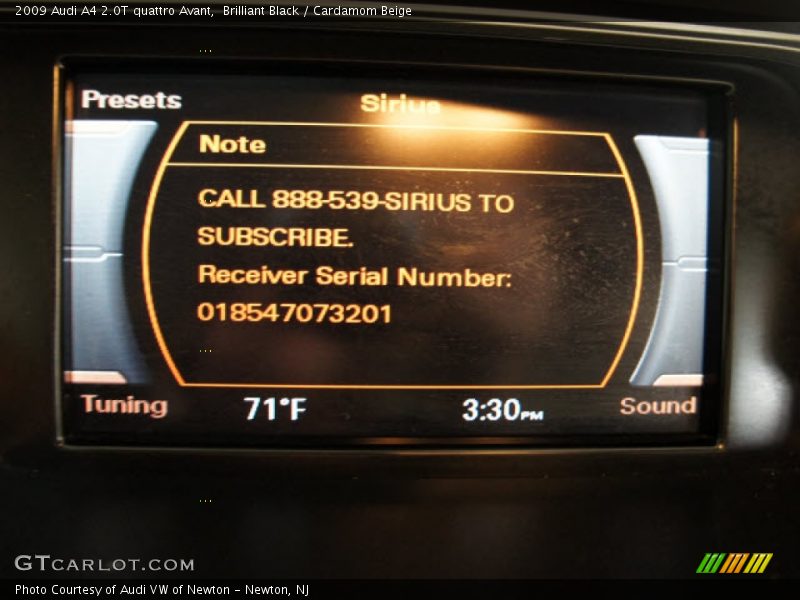 2009 Audi A4 2.0T quattro Avant,  Brilliant Black / Cardamom Beige
Presets Sirius
Note
CALL 888-539-SIRIUS TO
SUBSCRIBE.
Receiver Serial Number:
018547073201
Tuning 71°F 3:30PM Sound
GTCARLOT.COM
Photo Courtesy of Audi VW of Newton - Newton, NJ